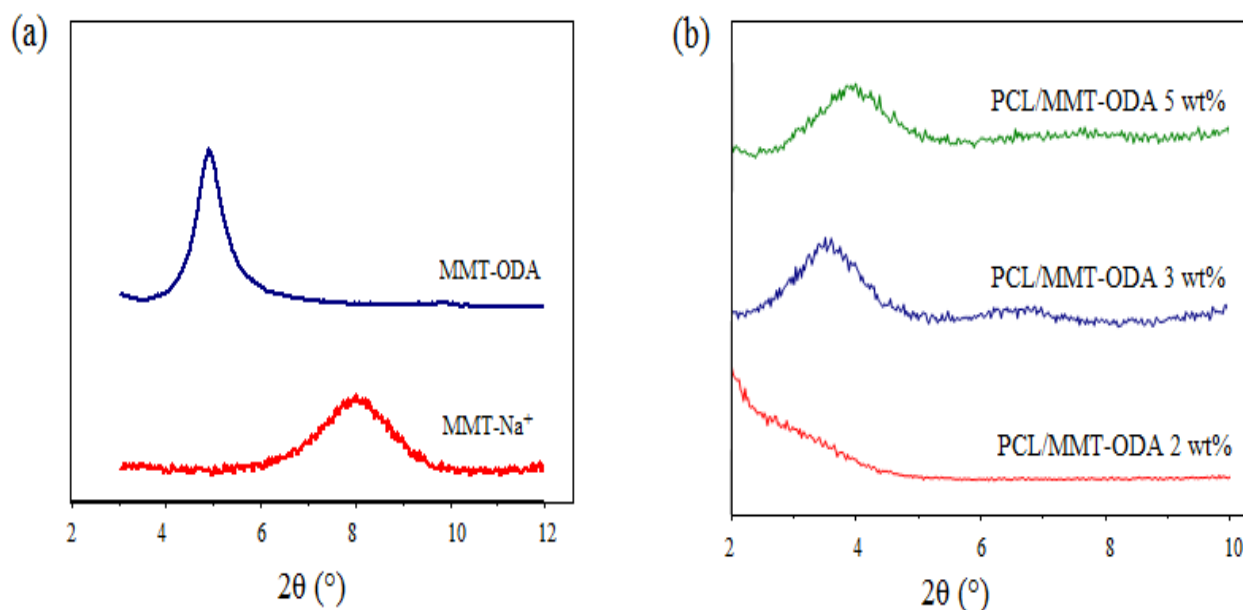 (a)
MMT-ODA
MMT-Na⁺
2 4 6 8 10 12
2θ (°)
(b)
PCL/MMT-ODA 5 wt%
PCL/MMT-ODA 3 wt%
PCL/MMT-ODA 2 wt%
2 4 6 8 10
2θ (°)